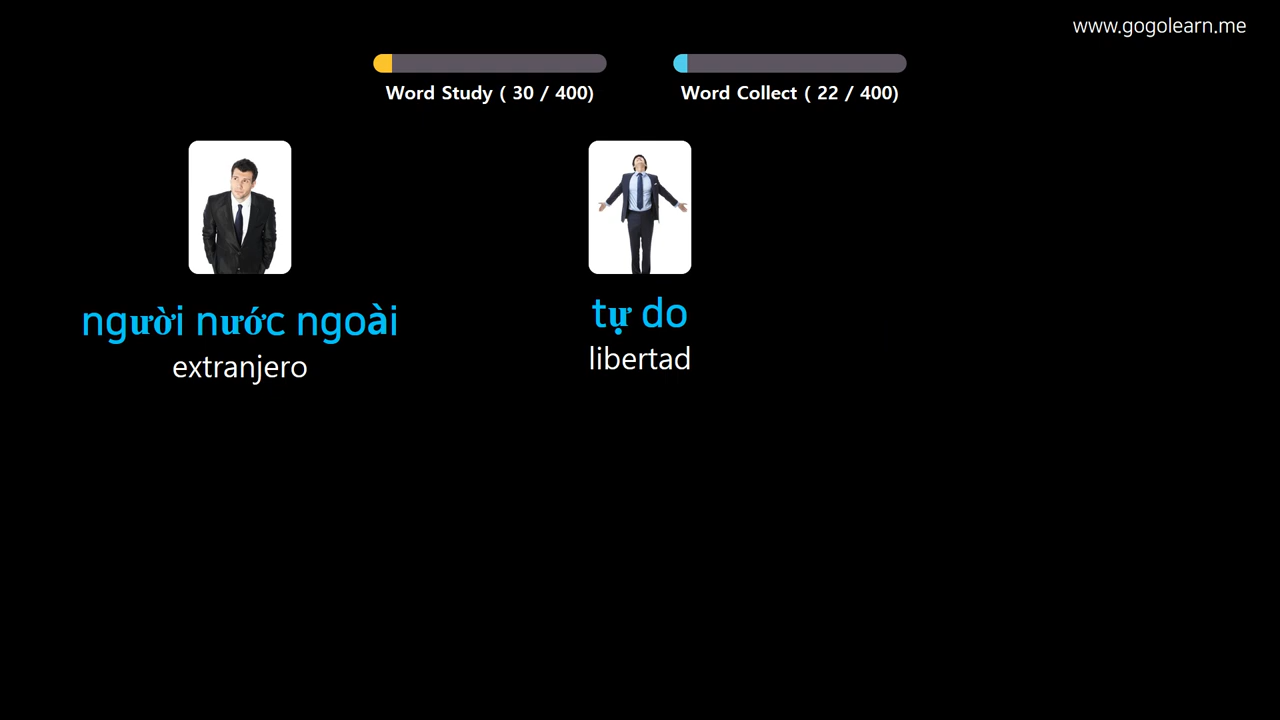 www.gogolearn.me
Word Study ( 30 / 400)
Word Collect ( 22 / 400)
người nước ngoài
extranjero
tự do
libertad